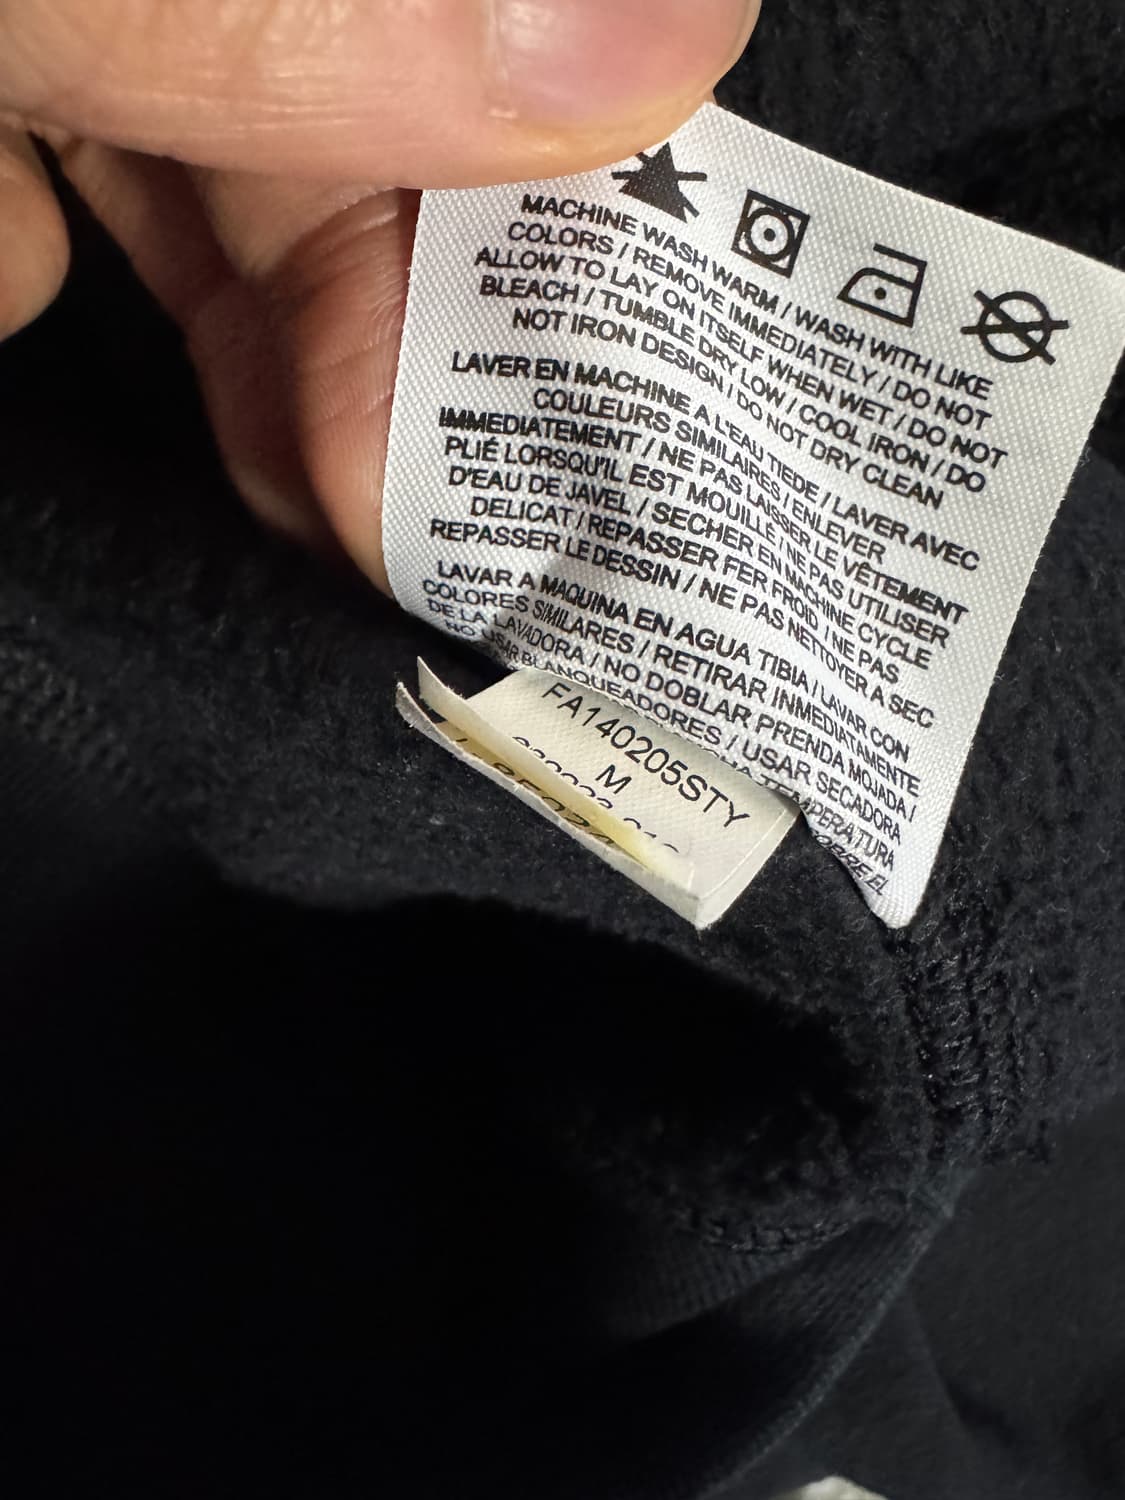 MACHINE WASH WARM / WASH WITH LIKE
COLORS / REMOVE IMMEDIATELY / DO NOT
ALLOW TO LAY ON ITSELF WHEN WET / DO NOT
BLEACH / TUMBLE DRY LOW / COOL IRON / DO
NOT IRON DESIGN / DO NOT DRY CLEAN
LAVER EN MACHINE A L'EAU TIEDE / LAVER AVEC
COULEURS SIMILAIRES / ENLEVER
IMMEDIATEMENT / NE PAS LAISSER LE VÊTEMENT
PLIÉ LORSQU'IL EST MOUILLÉ / NE PAS UTILISER
D'EAU DE JAVEL / SECHER EN MACHINE CYCLE
DELICAT / REPASSER FER FROID / NE PAS
REPASSER LE DESSIN / NE PAS NETTOYER A SEC
LAVAR A MAQUINA EN AGUA TIBIA / LAVAR CON
COLORES SIMILARES / RETIRAR INMEDIATAMENTE
DE LA LAVADORA / NO DOBLAR PRENDA MOJADA /
NO USAR BLANQUEADORES / USAR SECADORA
TEMPERATURA
EL
FA140205STY
M